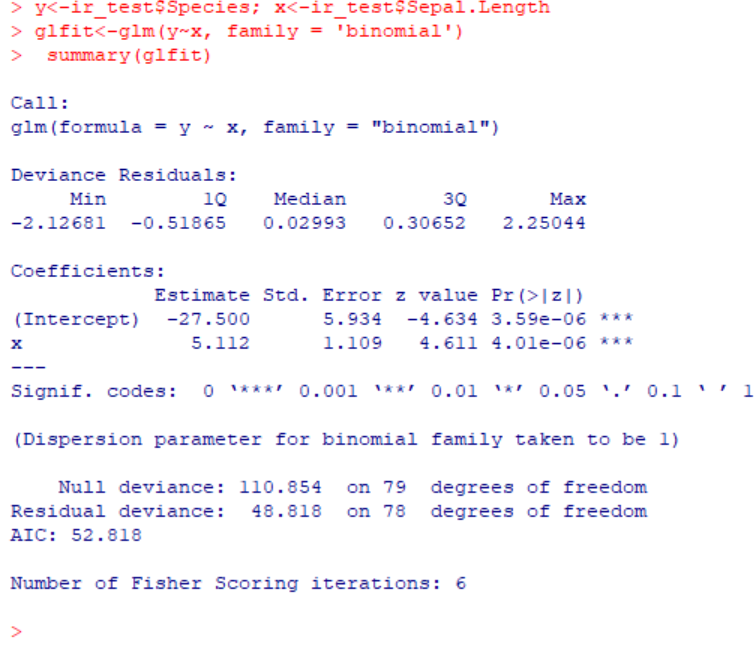 > y<-ir_test$Species; x<-ir_test$Sepal.Length
> glfit<-glm(y~x, family = 'binomial')
>  summary(glfit)
Call:
glm(formula = y ~ x, family = "binomial")
Deviance Residuals:
     Min        1Q    Median        3Q       Max
-2.12681  -0.51865   0.02993   0.30652   2.25044
Coefficients:
            Estimate Std. Error z value Pr(>|z|)
(Intercept)  -27.500      5.934  -4.634 3.59e-06 ***
x              5.112      1.109   4.611 4.01e-06 ***
---
Signif. codes:  0 ‘***’ 0.001 ‘**’ 0.01 ‘*’ 0.05 ‘.’ 0.1 ‘ ’ 1
(Dispersion parameter for binomial family taken to be 1)
    Null deviance: 110.854  on 79  degrees of freedom
Residual deviance:  48.818  on 78  degrees of freedom
AIC: 52.818
Number of Fisher Scoring iterations: 6
>